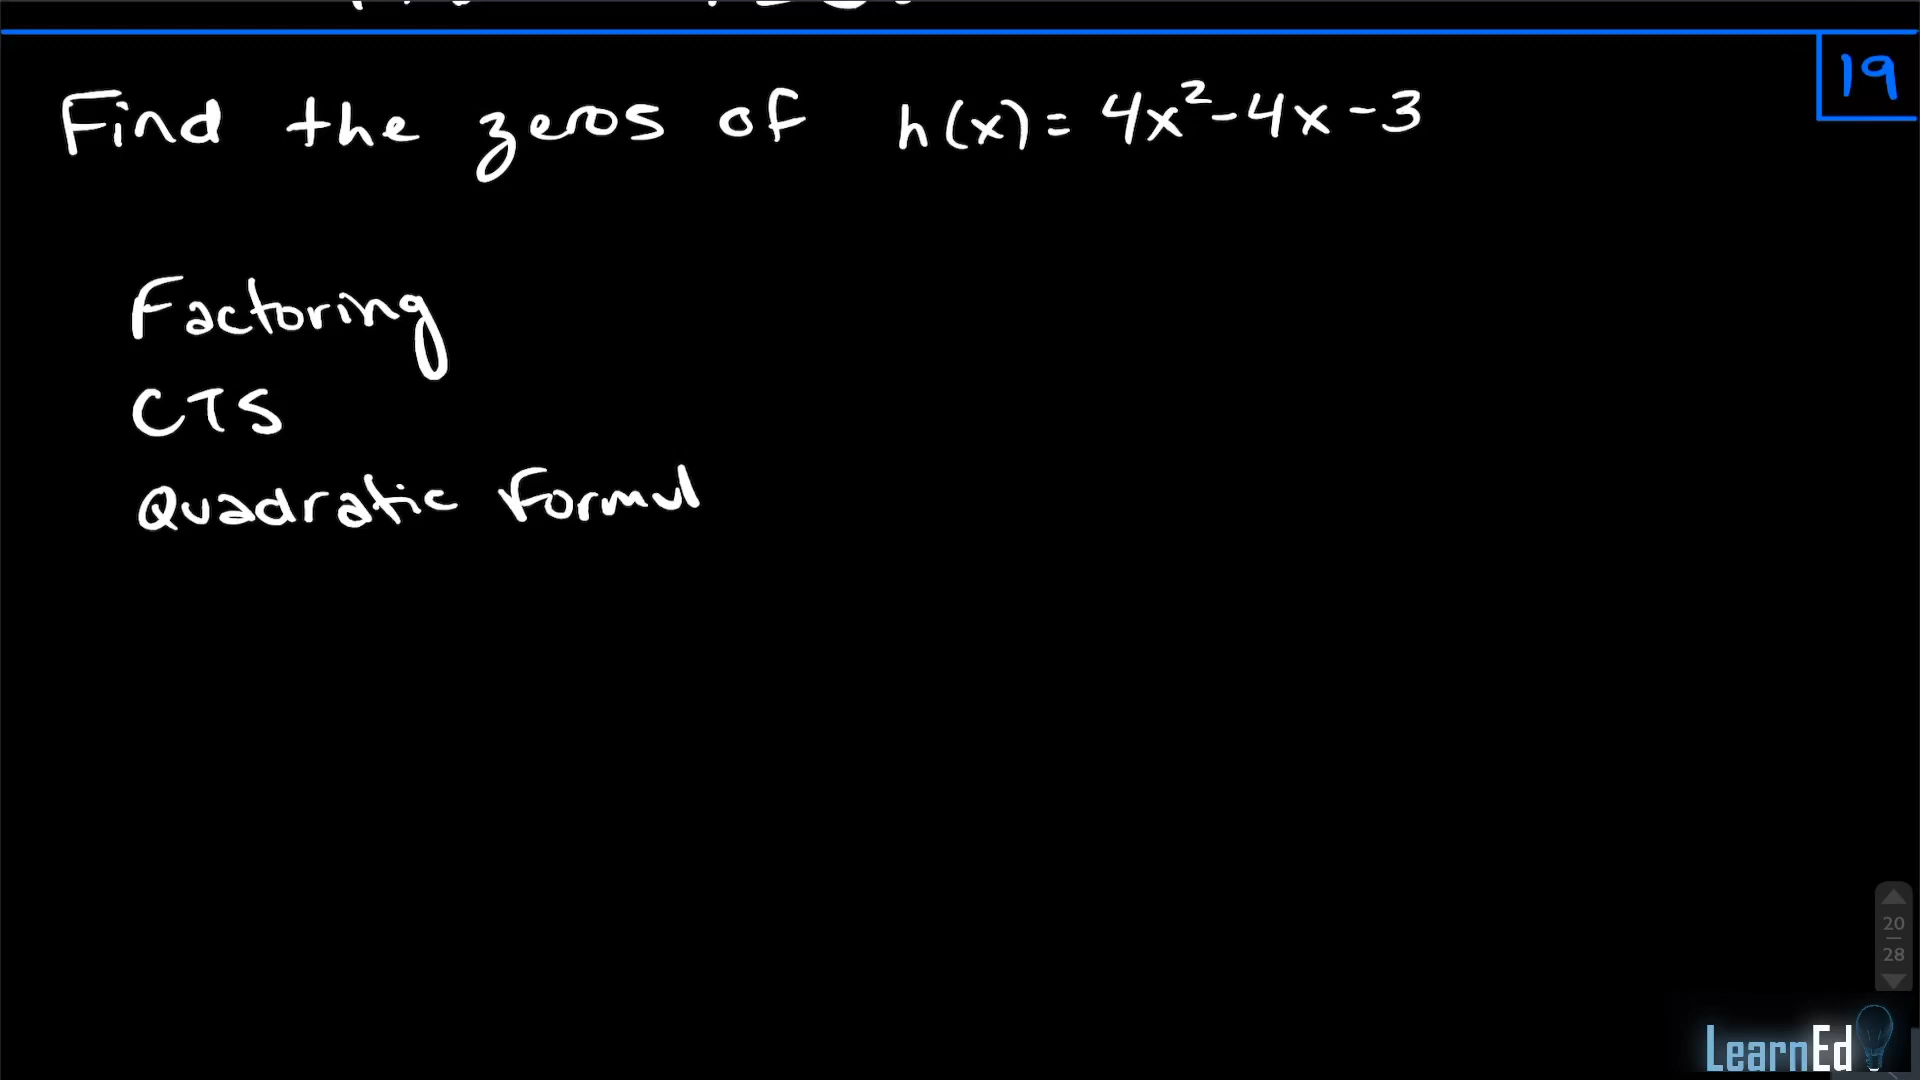 19
Find the zeros of h(x) = 4x² - 4x - 3
Factoring
CTS
Quadratic Formul
20
28
LearnEd